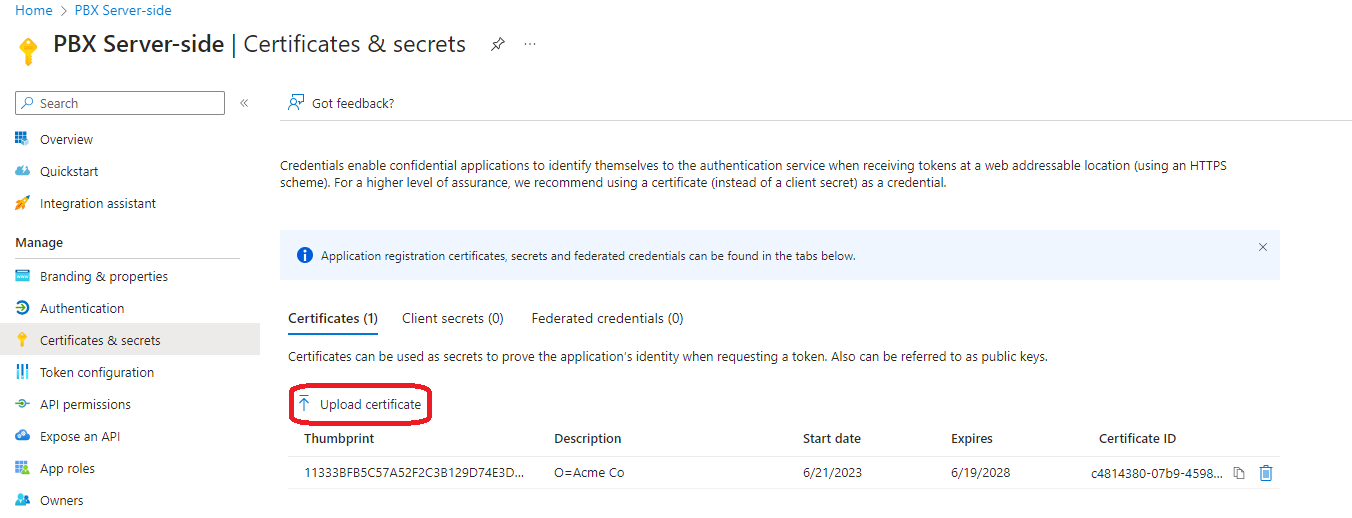 Home > PBX Server-side
PBX Server-side | Certificates & secrets ...
Search «
Got feedback?
Overview
Quickstart
Integration assistant
Manage
Branding & properties
Authentication
Certificates & secrets
Token configuration
API permissions
Expose an API
App roles
Owners
Credentials enable confidential applications to identify themselves to the authentication service when receiving tokens at a web addressable location (using an HTTPS
scheme). For a higher level of assurance, we recommend using a certificate (instead of a client secret) as a credential.
Application registration certificates, secrets and federated credentials can be found in the tabs below.
Certificates (1) Client secrets (0) Federated credentials (0)
Certificates can be used as secrets to prove the application's identity when requesting a token. Also can be referred to as public keys.
Upload certificate
Thumbprint Description Start date Expires Certificate ID
11333BFB5C57A52F2C3B129D74E3D... O=Acme Co 6/21/2023 6/19/2028 c4814380-07b9-4598...